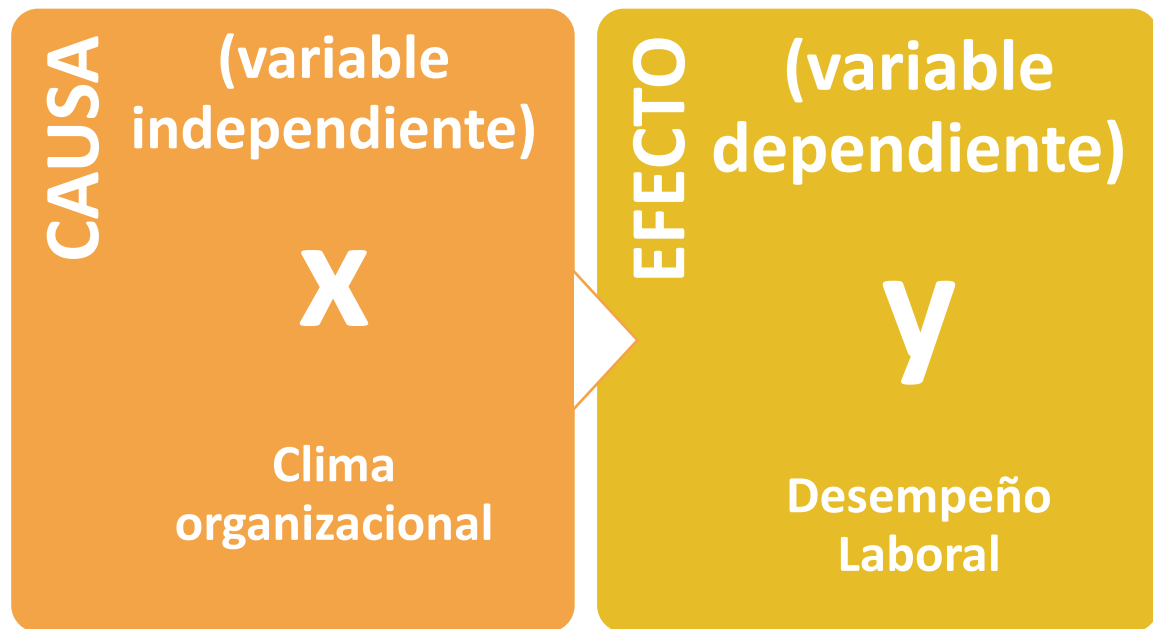 CAUSA
(variable
independiente)
x
Clima
organizacional
EFECTO
(variable
dependiente)
y
Desempeño
Laboral